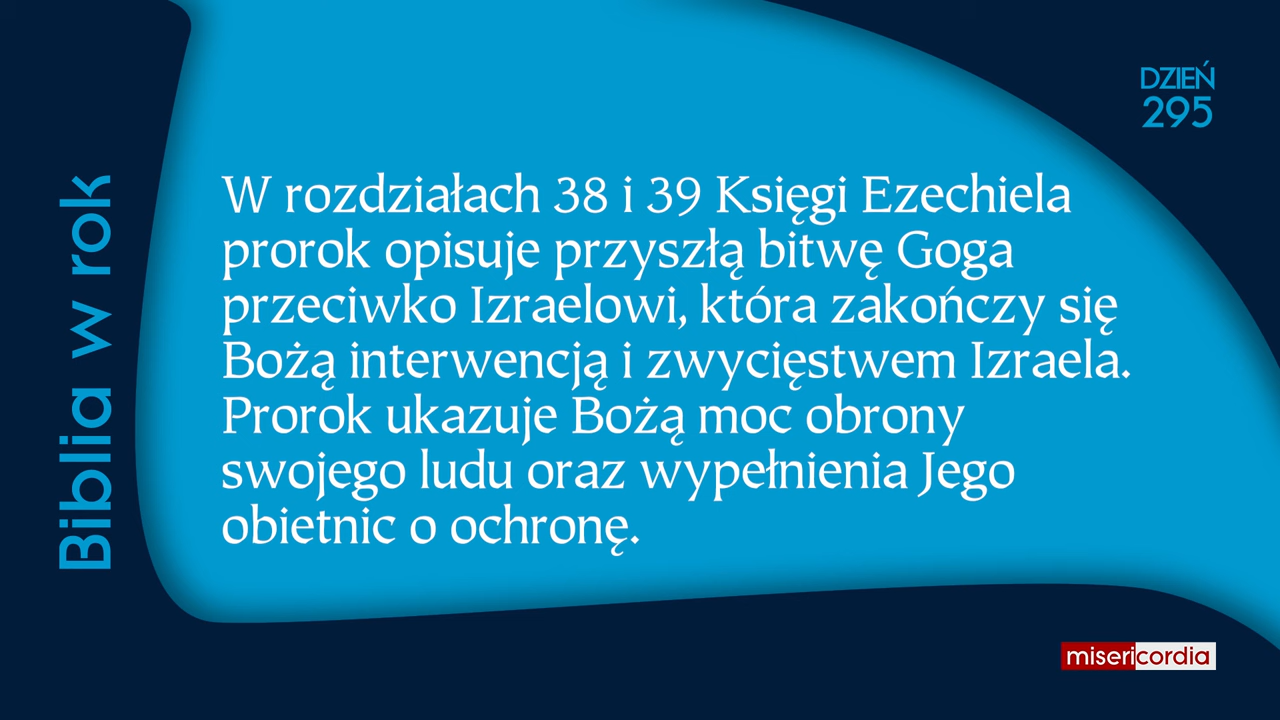 DZIEŃ
295
Biblia w rok
W rozdziałach 38 i 39 Księgi Ezechiela
prorok opisuje przyszłą bitwę Goga
przeciwko Izraelowi, która zakończy się
Bożą interwencją i zwycięstwem Izraela.
Prorok ukazuje Bożą moc obrony
swojego ludu oraz wypełnienia Jego
obietnic o ochronę.
misericordia